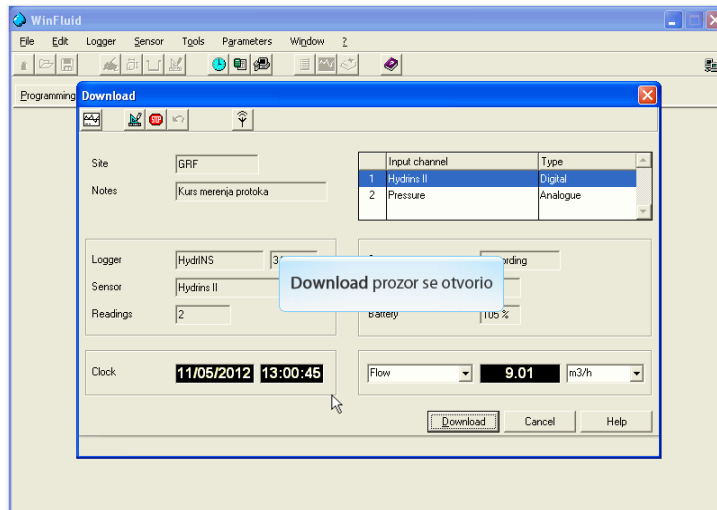 WinFluid
File Edit Logger Sensor Tools Parameters Window ?
Programming
Download
STP
Site GRF
Notes Kurs merenja protoka
Input channel Type
1 Hydrins II Digital
2 Pressure Analogue
Logger HydrINS
Sensor Hydrins II
Readings 2
Battery 105 %
Download prozor se otvorio
Clock 11/05/2012 13:00:45
Flow 9.01 m3/h
Download Cancel Help